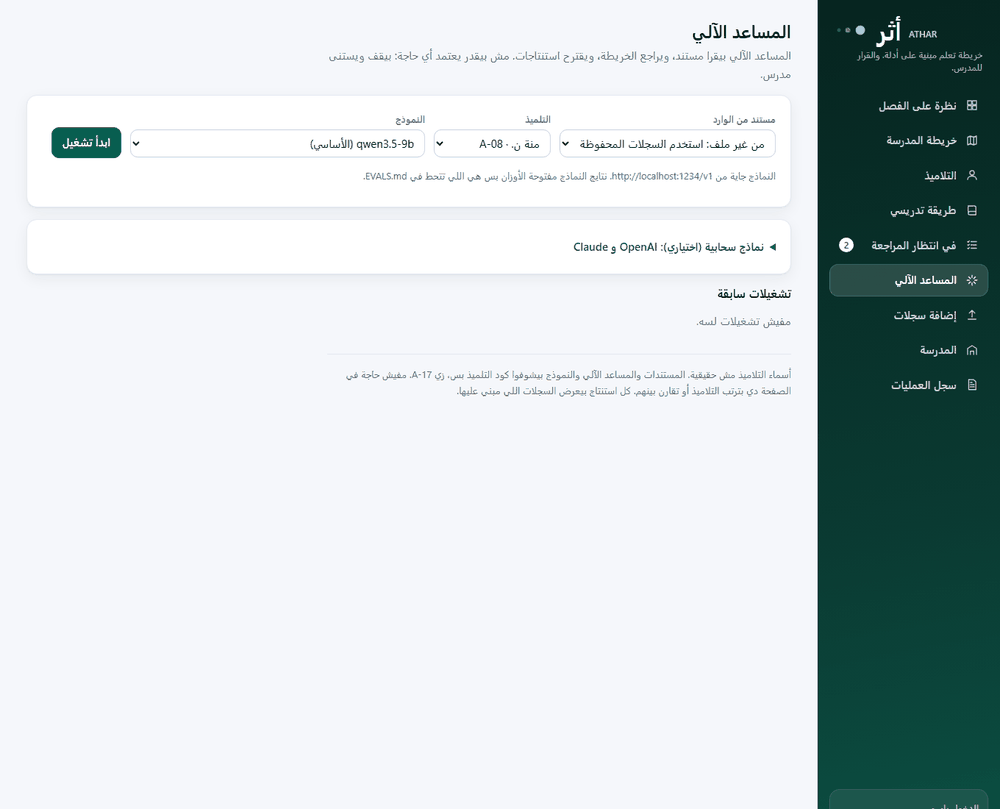 أثر ATHAR
خريطة تعلم مبنية على أدلة، والقرار
للمدرس.
نظرة على الفصل
خريطة المدرسة
التلاميذ
طريقة تدريسي
في انتظار المراجعة 2
المساعد الآلي
إضافة سجلات
المدرسة
سجل العمليات
المساعد الآلي
المساعد الآلي بيقرا مستند، ويراجع الخريطة، ويقترح استنتاجات. مش بيقدر يعتمد أي حاجة: بيقف ويستنى
مدرس.
مستند من الوارد التلميذ النموذج
من غير ملف: استخدم السجلات المحفوظة منة ن. · A-08 qwen3.5-9b (الأساسي) ابدأ تشغيل
النماذج جاية من http://localhost:1234/v1. نتايج النماذج مفتوحة الأوزان بس هي اللي تتحط في EVALS.md.
نماذج سحابية (اختياري): OpenAI و Claude
تشغيلات سابقة
مفيش تشغيلات لسه.
أسماء التلاميذ مش حقيقية. المستندات والمساعد الآلي والنموذج بيشوفوا كود التلميذ بس، زي A-17. مفيش حاجة في
الصفحة دي بترتب التلاميذ أو تقارن بينهم. كل استنتاج بيعرض السجلات اللي مبني عليها.